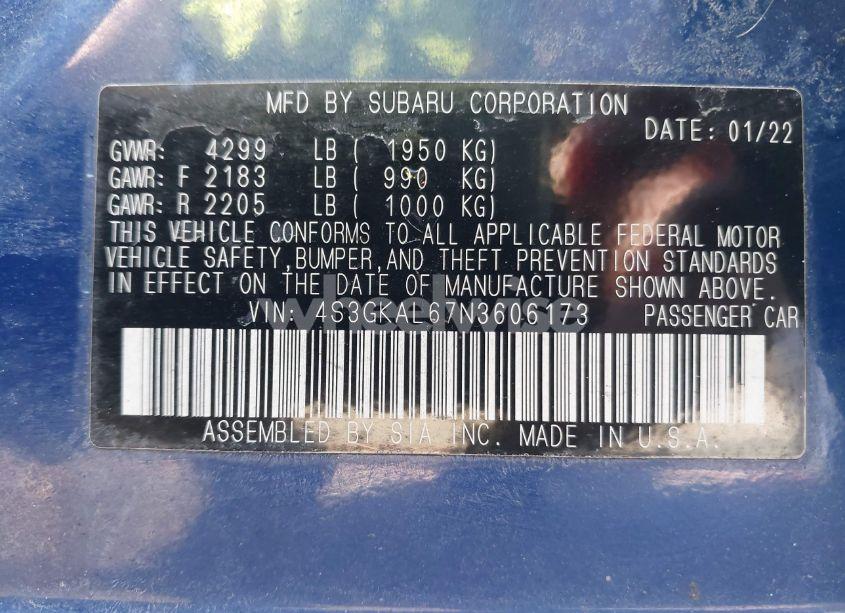 MFD BY SUBARU CORPORATION
DATE: 01/22
GVWR: 4299 LB ( 1950 KG)
GAWR: F 2183 LB ( 990 KG)
GAWR: R 2205 LB ( 1000 KG)
THIS VEHICLE CONFORMS TO ALL APPLICABLE FEDERAL MOTOR
VEHICLE SAFETY, BUMPER, AND THEFT PREVENTION STANDARDS
IN EFFECT ON THE DATE OF MANUFACTURE SHOWN ABOVE.
VIN: 4S3GKAL67N3606173 PASSENGER CAR
wheelwise
ASSEMBLED BY SIA INC. MADE IN U.S.A.